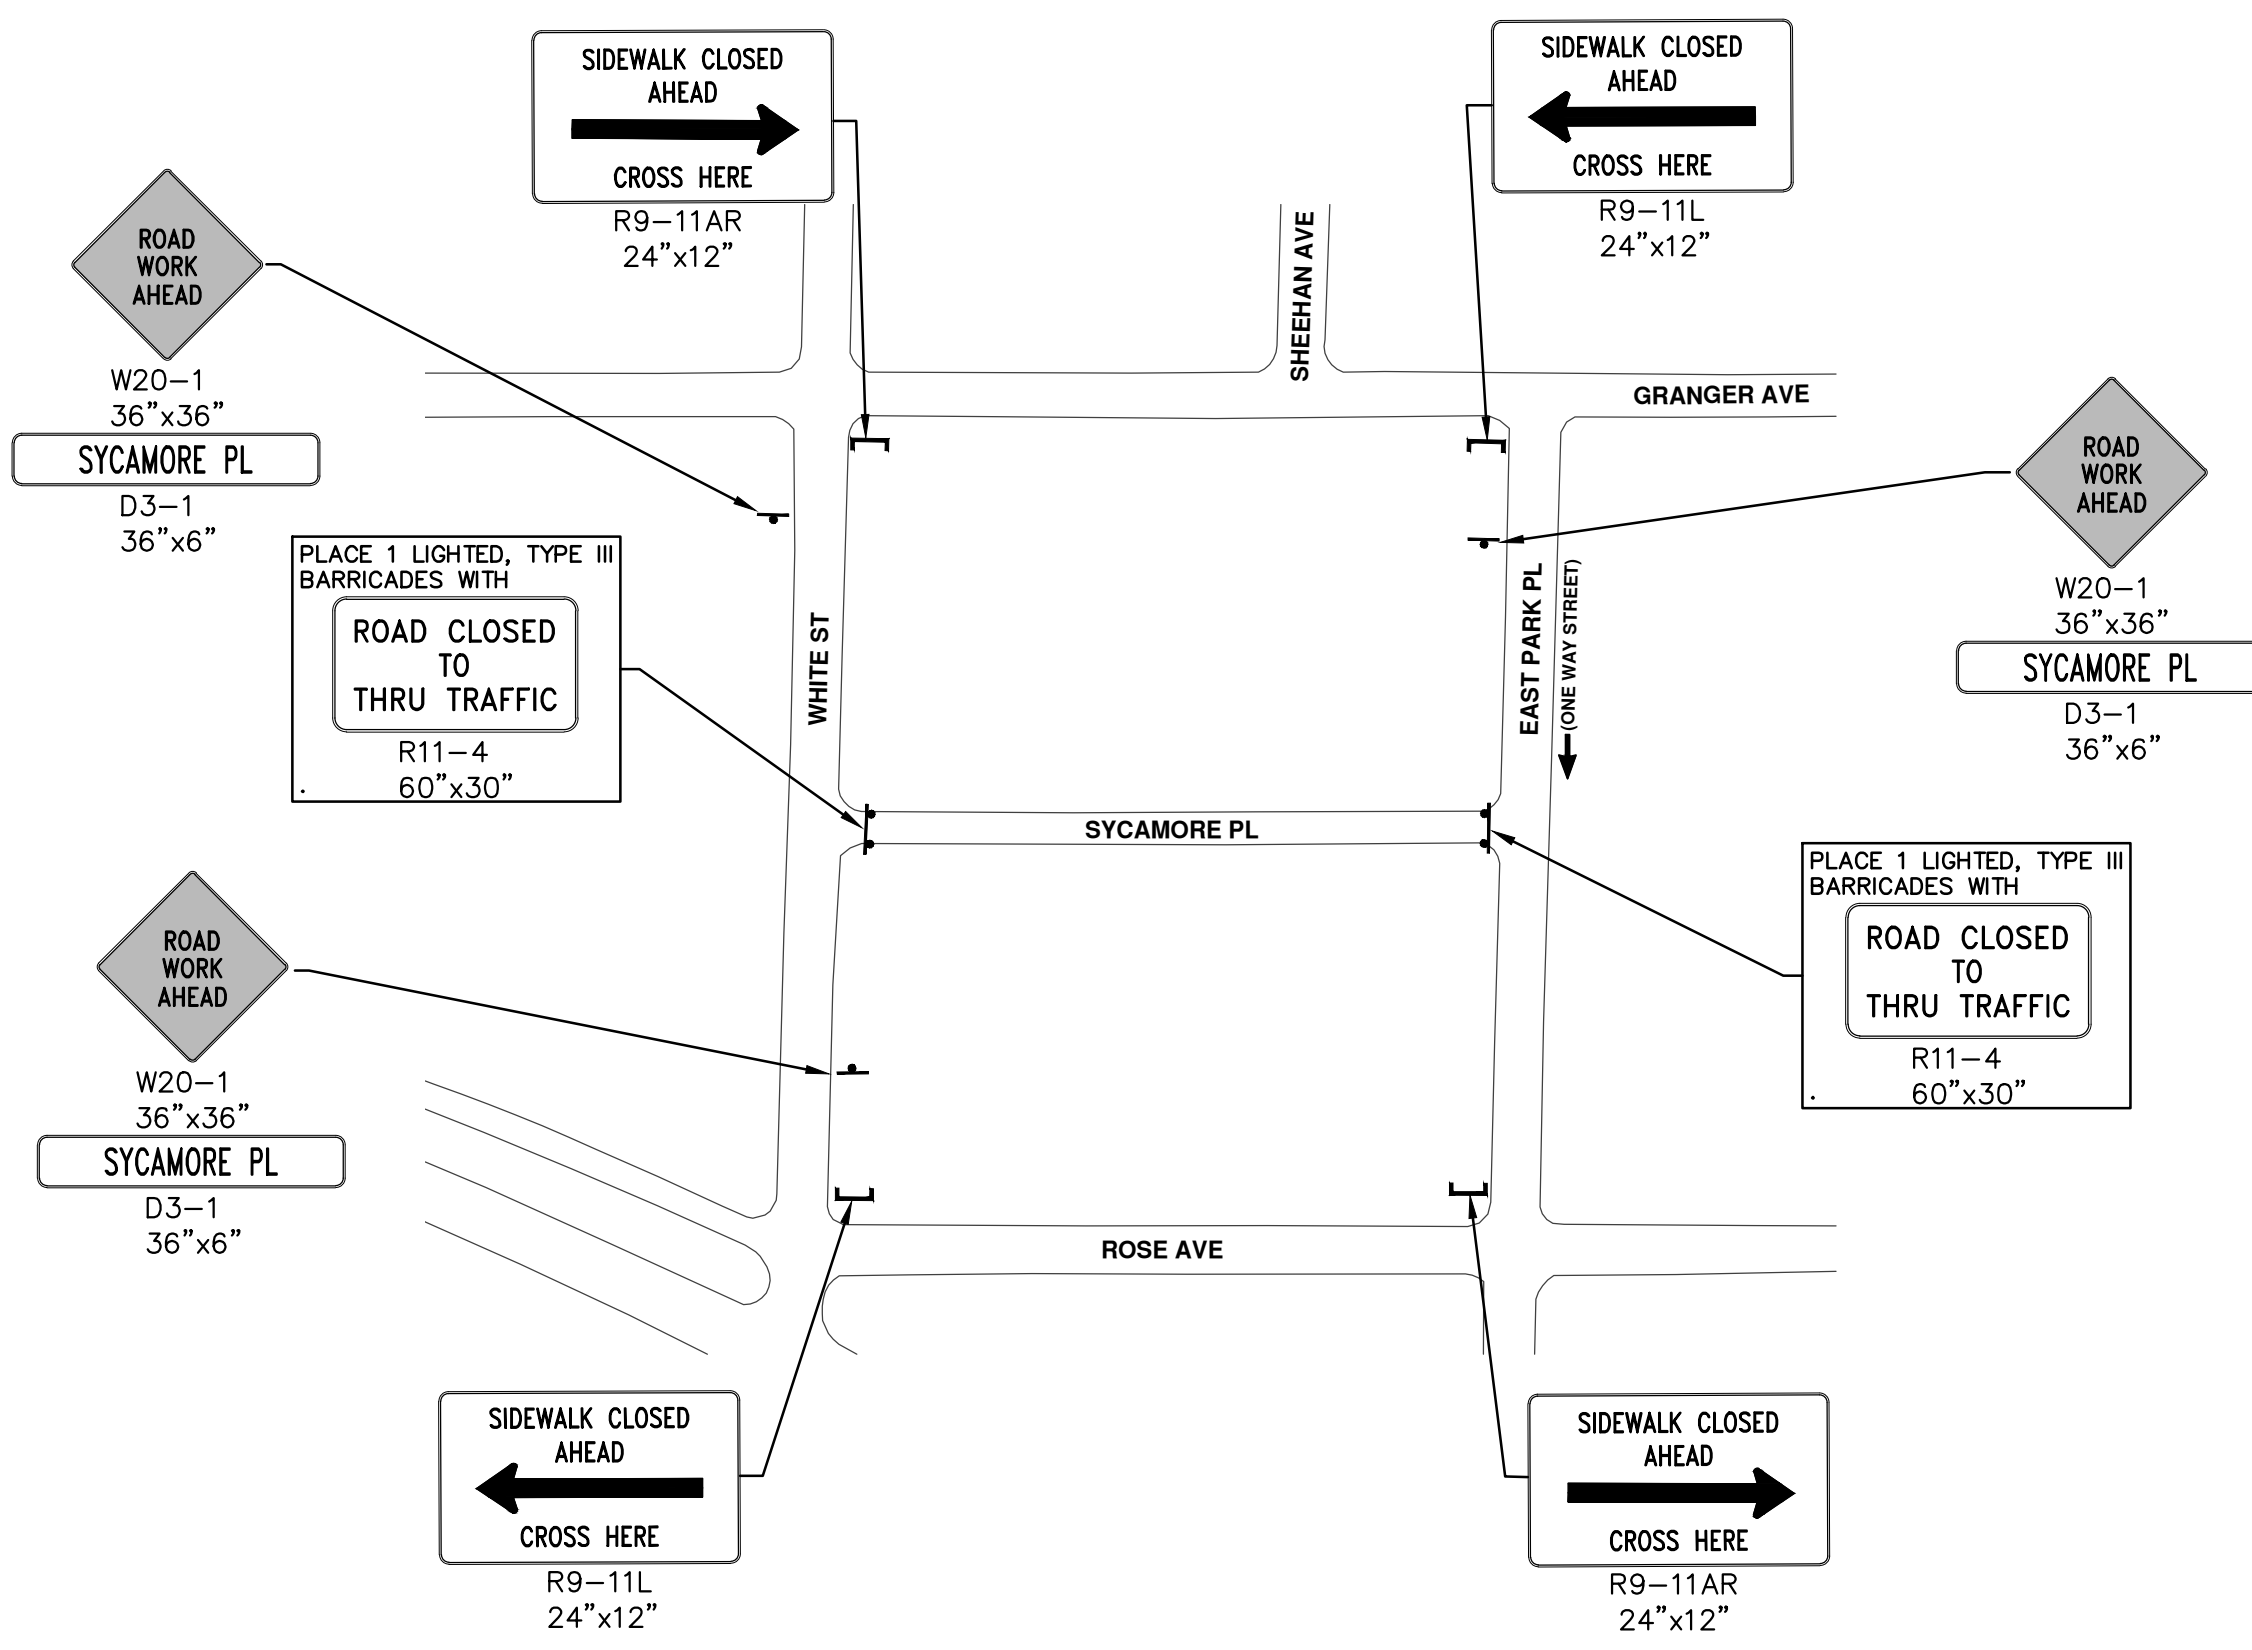 SIDEWALK CLOSED
AHEAD
CROSS HERE
R9-11AR
24"x12"
SIDEWALK CLOSED
AHEAD
CROSS HERE
R9-11L
24"x12"
ROAD
WORK
AHEAD
W20-1
36"x36"
SYCAMORE PL
D3-1
36"x6"
SHEEHAN AVE
GRANGER AVE
ROAD
WORK
AHEAD
W20-1
36"x36"
SYCAMORE PL
D3-1
36"x6"
PLACE 1 LIGHTED, TYPE III
BARRICADES WITH
ROAD CLOSED
TO
THRU TRAFFIC
R11-4
60"x30"
.
WHITE ST
EAST PARK PL
(ONE WAY STREET)
SYCAMORE PL
PLACE 1 LIGHTED, TYPE III
BARRICADES WITH
ROAD CLOSED
TO
THRU TRAFFIC
R11-4
60"x30"
.
ROAD
WORK
AHEAD
W20-1
36"x36"
SYCAMORE PL
D3-1
36"x6"
ROSE AVE
SIDEWALK CLOSED
AHEAD
CROSS HERE
R9-11L
24"x12"
SIDEWALK CLOSED
AHEAD
CROSS HERE
R9-11AR
24"x12"